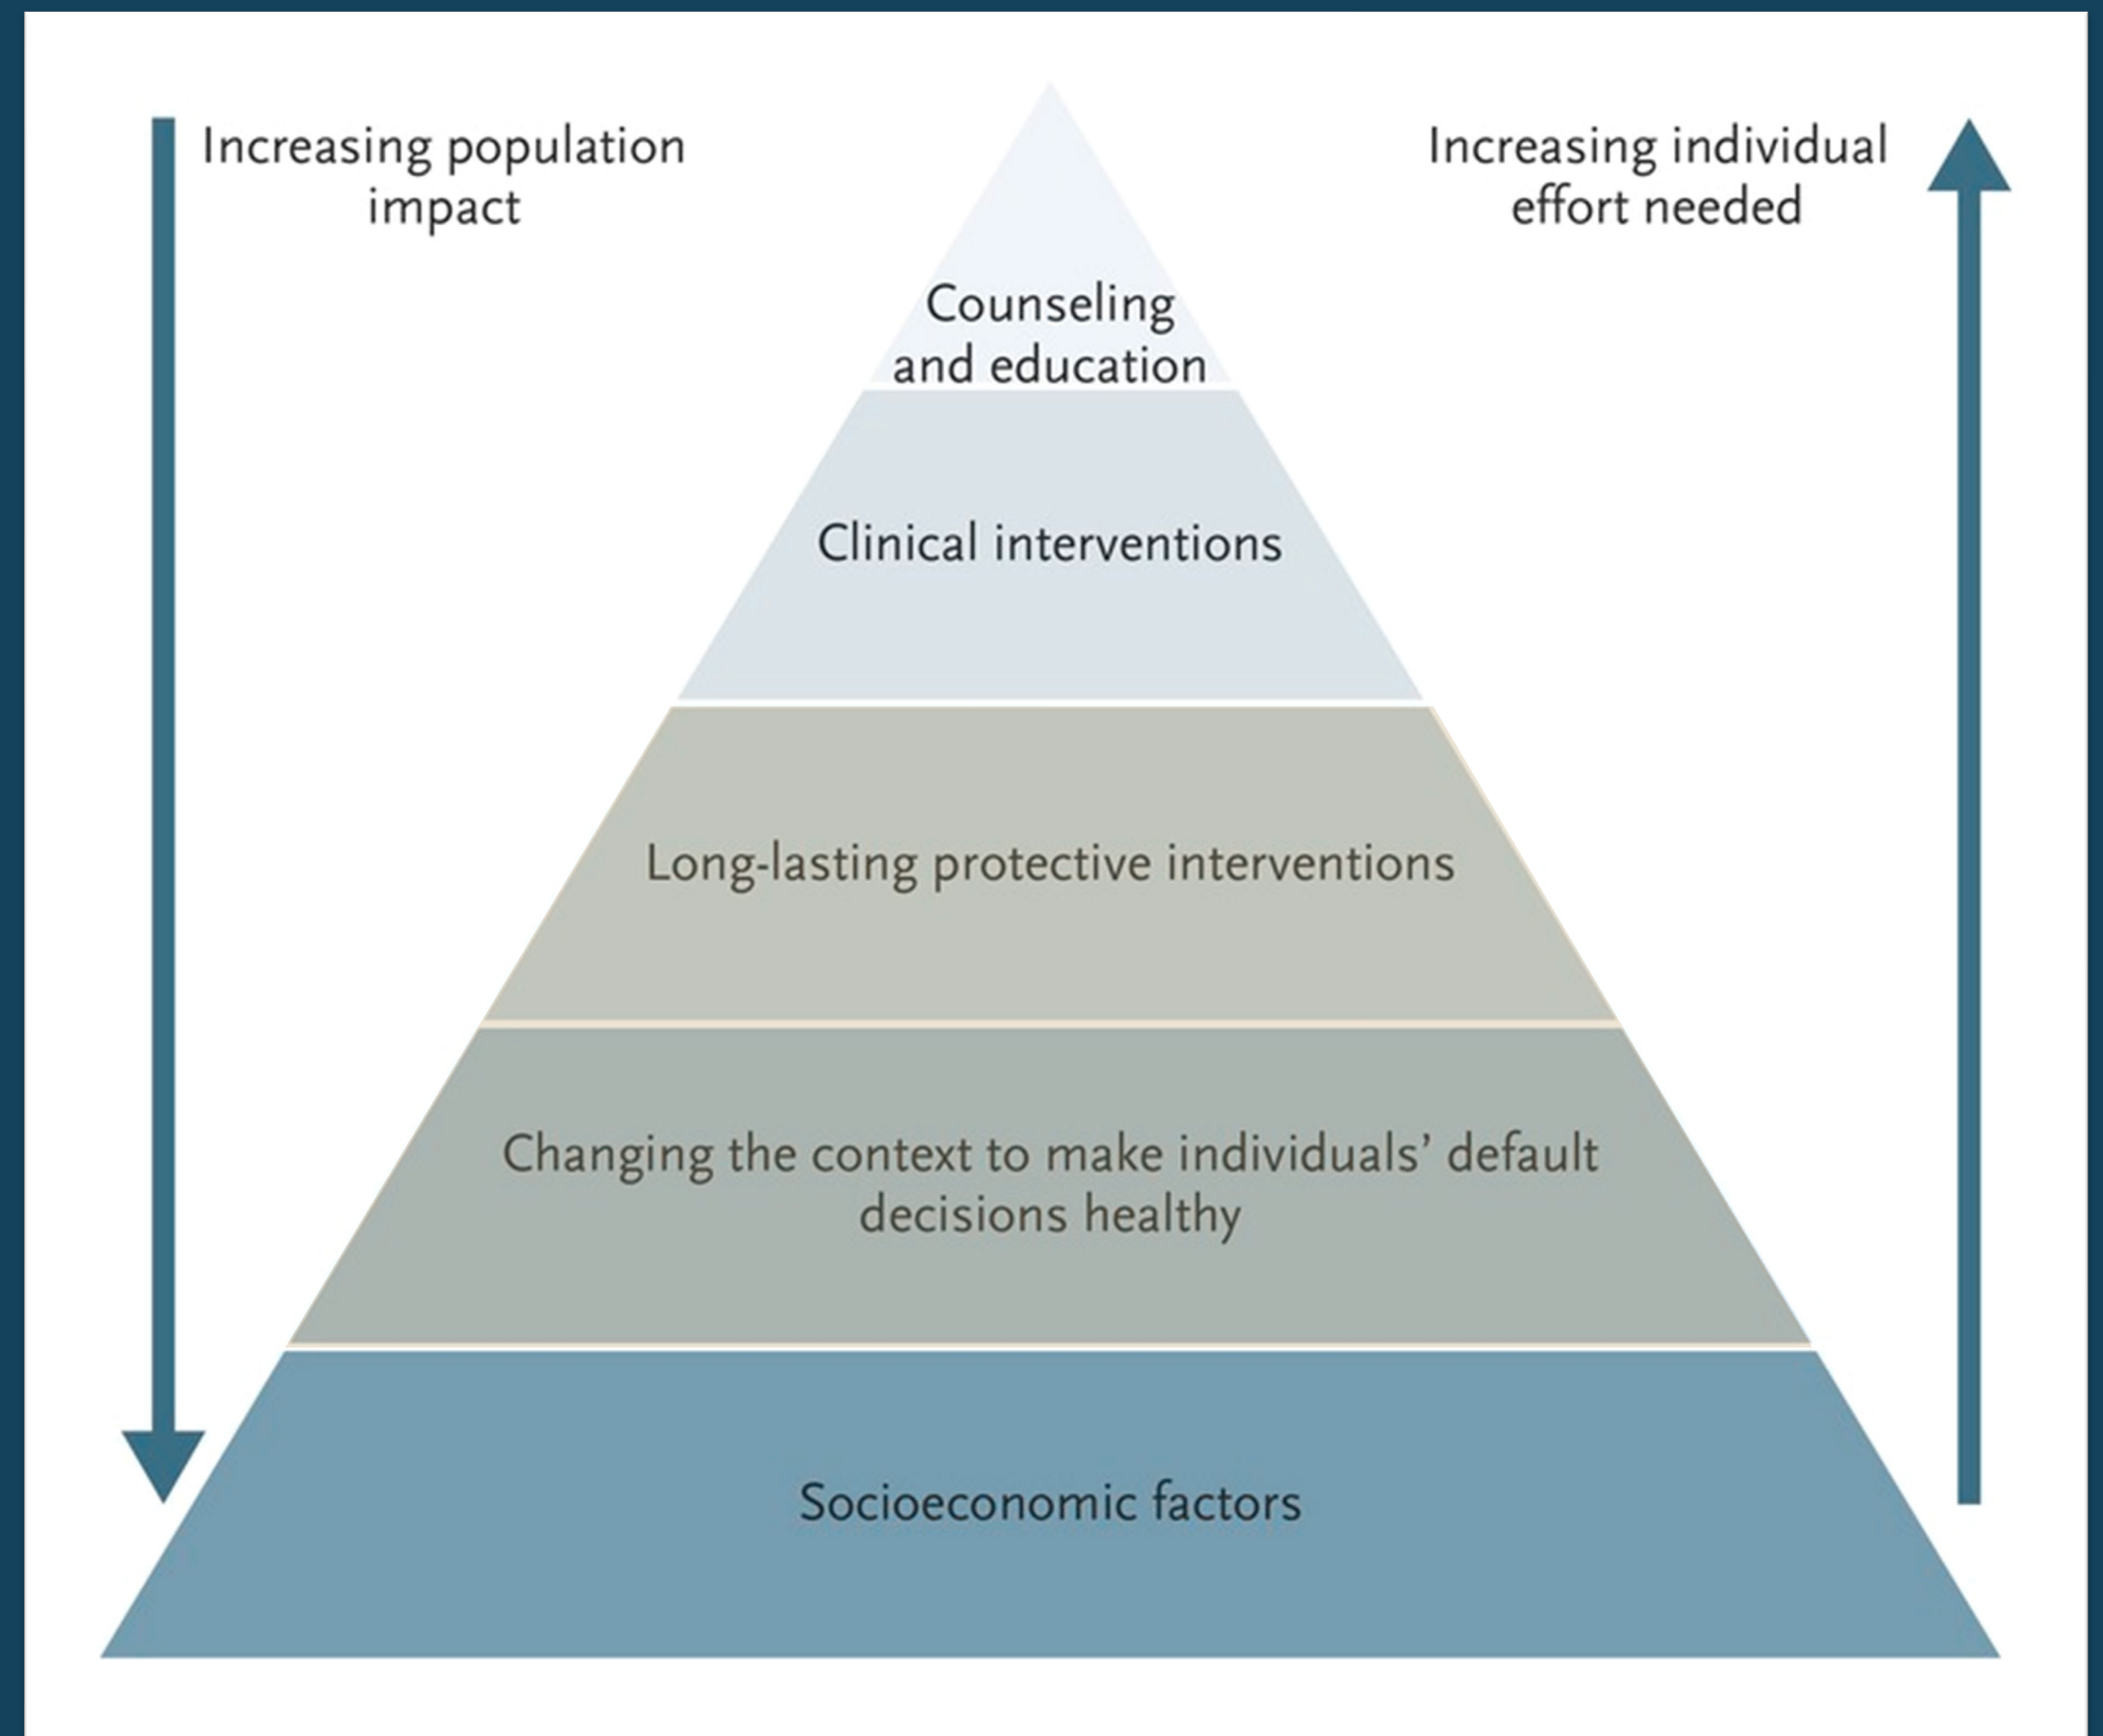 Increasing population
impact
Increasing individual
effort needed
Counseling
and education
Clinical interventions
Long-lasting protective interventions
Changing the context to make individuals’ default
decisions healthy
Socioeconomic factors